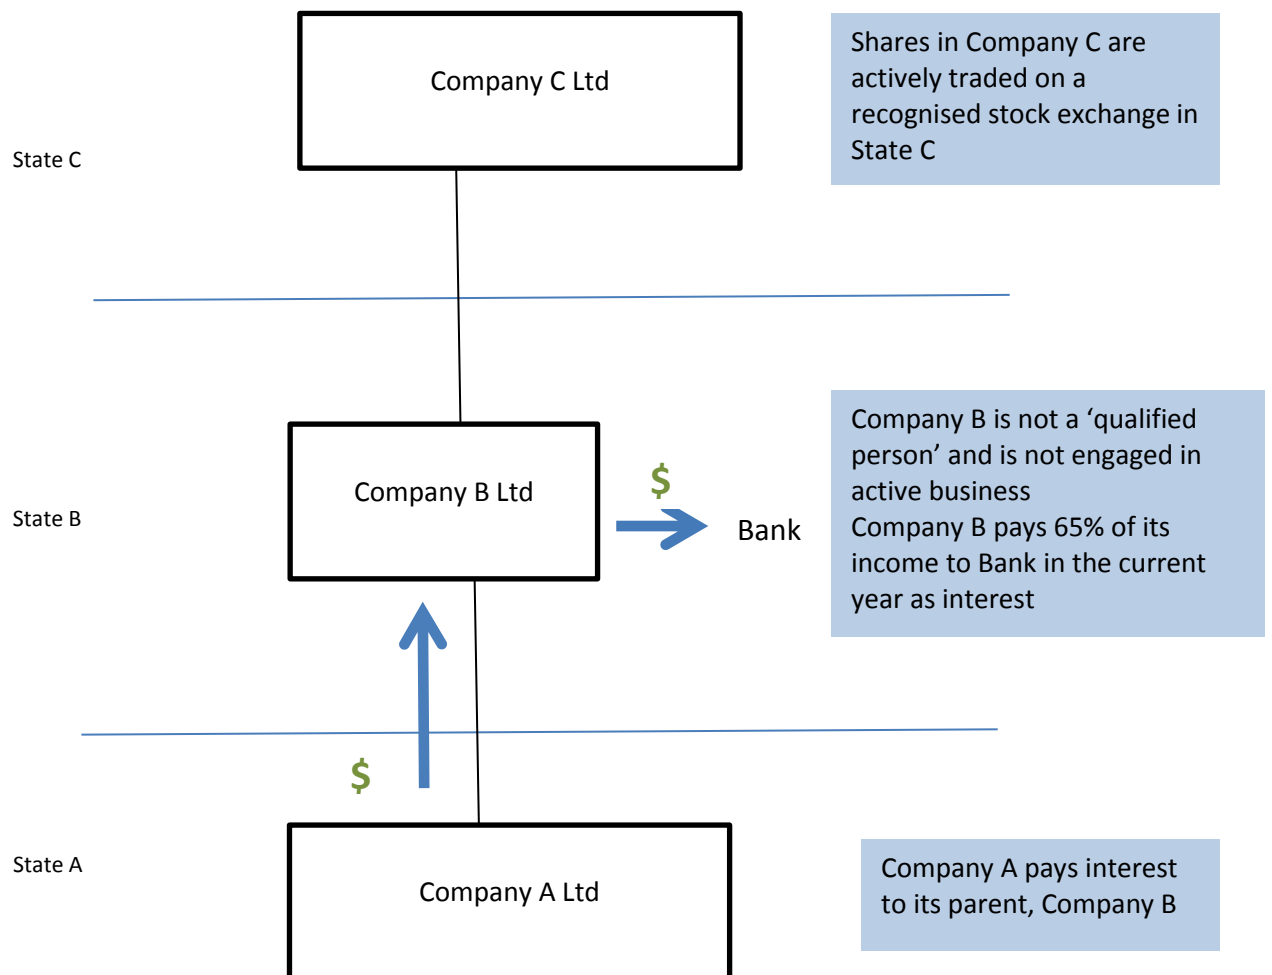 Company C Ltd
Shares in Company C are
actively traded on a
recognised stock exchange in
State C
State C
Company B Ltd
$
Bank
State B
Company B is not a ‘qualified
person’ and is not engaged in
active business
Company B pays 65% of its
income to Bank in the current
year as interest
$
State A
Company A Ltd
Company A pays interest
to its parent, Company B